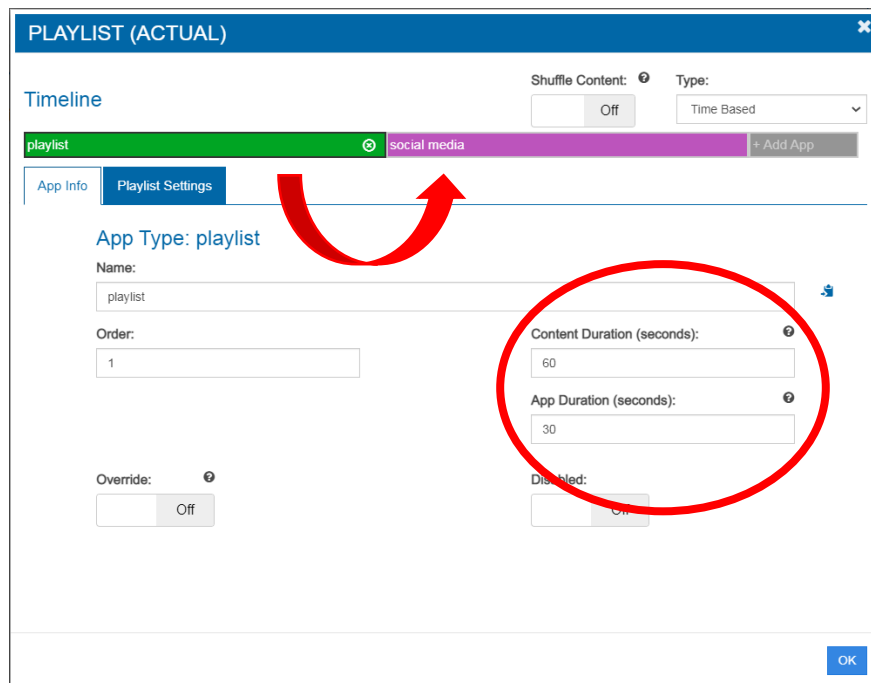 PLAYLIST (ACTUAL)
Shuffle Content: Type:
Timeline
Off Time Based
playlist social media + Add App
App Info Playlist Settings
App Type: playlist
Name:
playlist
Order: Content Duration (seconds):
1 60
App Duration (seconds):
30
Override: Disabled:
Off Off
OK